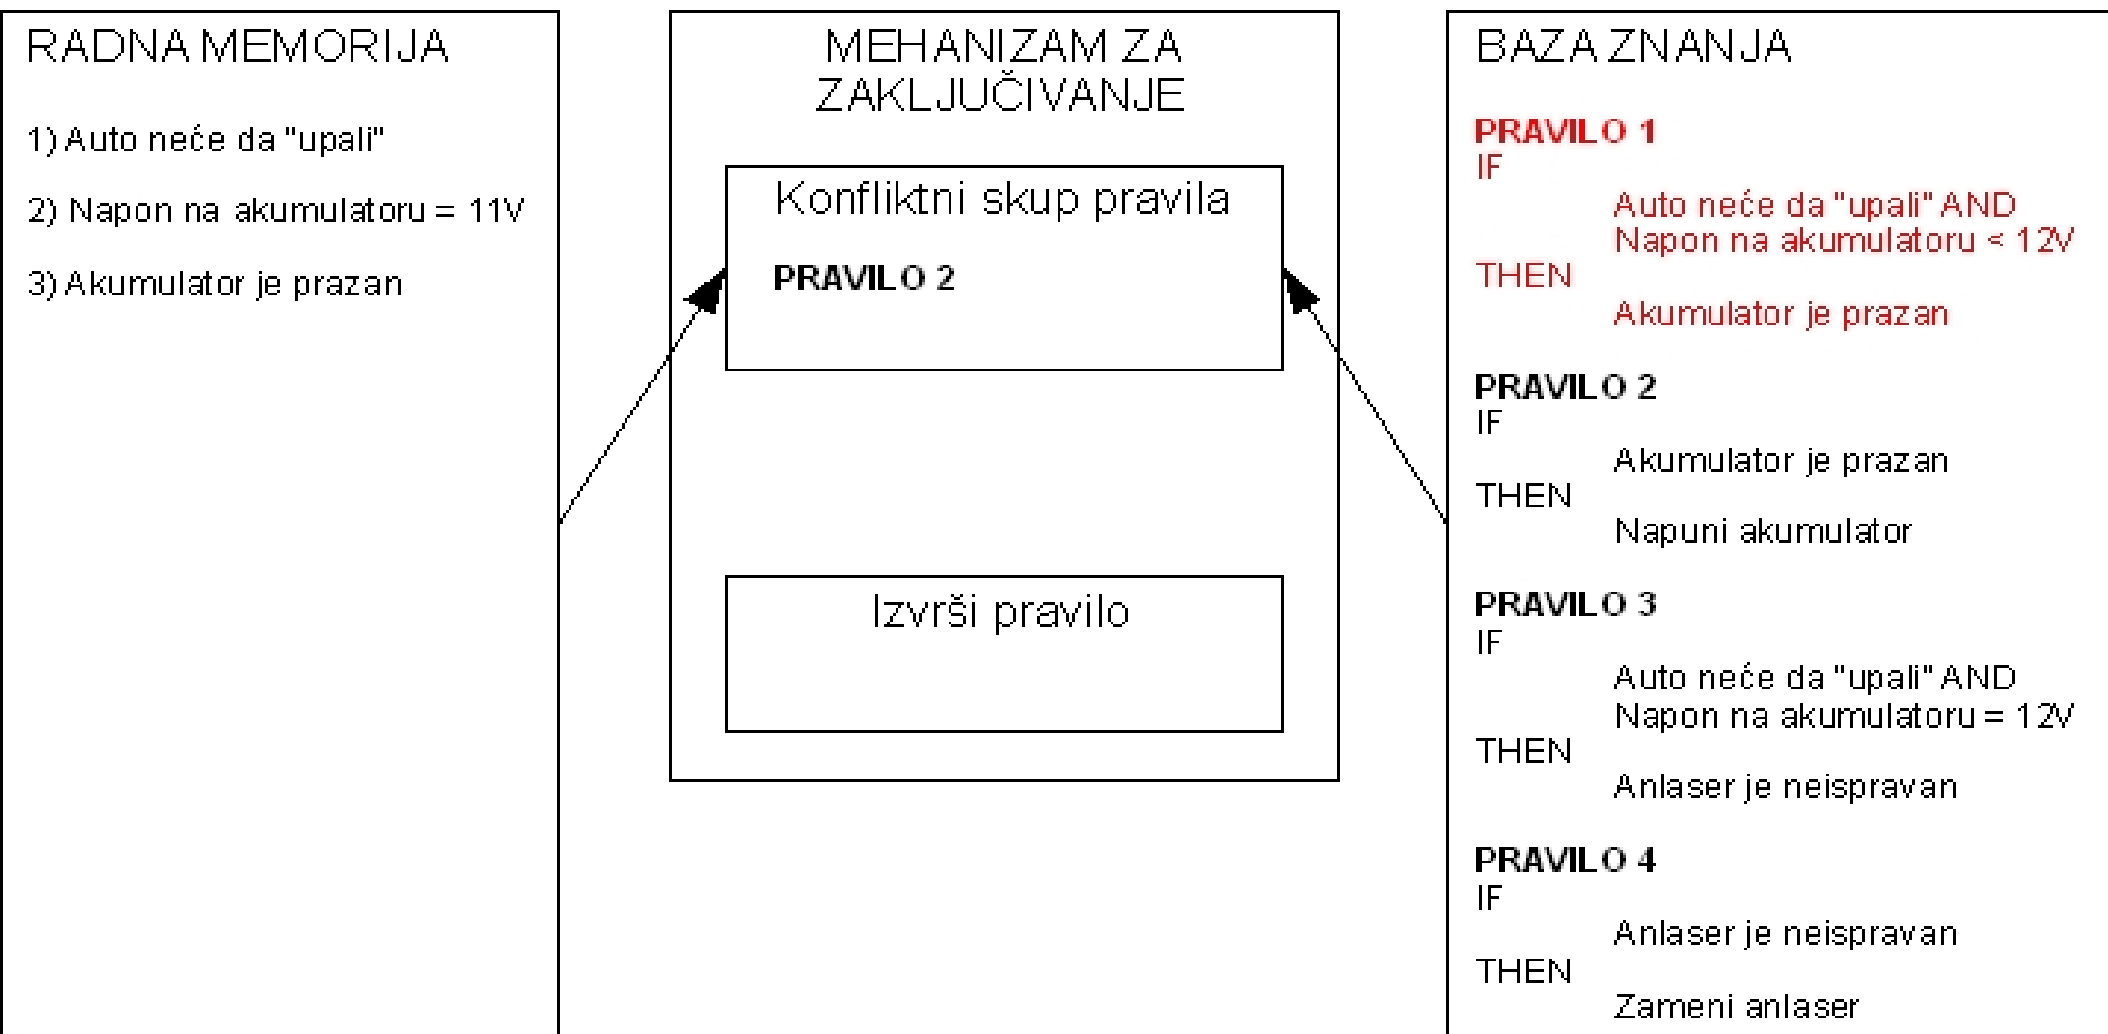 RADNA MEMORIJA
1) Auto neće da "upali"
2) Napon na akumulatoru = 11V
3) Akumulator je prazan
MEHANIZAM ZA
ZAKLJUČIVANJE
Konfliktni skup pravila
PRAVILO 2
Izvrši pravilo
BAZA ZNANJA
PRAVILO 1
IF
Auto neće da "upali" AND
Napon na akumulatoru < 12V
THEN
Akumulator je prazan
PRAVILO 2
IF
Akumulator je prazan
THEN
Napuni akumulator
PRAVILO 3
IF
Auto neće da "upali" AND
Napon na akumulatoru = 12V
THEN
Anlaser je neispravan
PRAVILO 4
IF
Anlaser je neispravan
THEN
Zameni anlaser